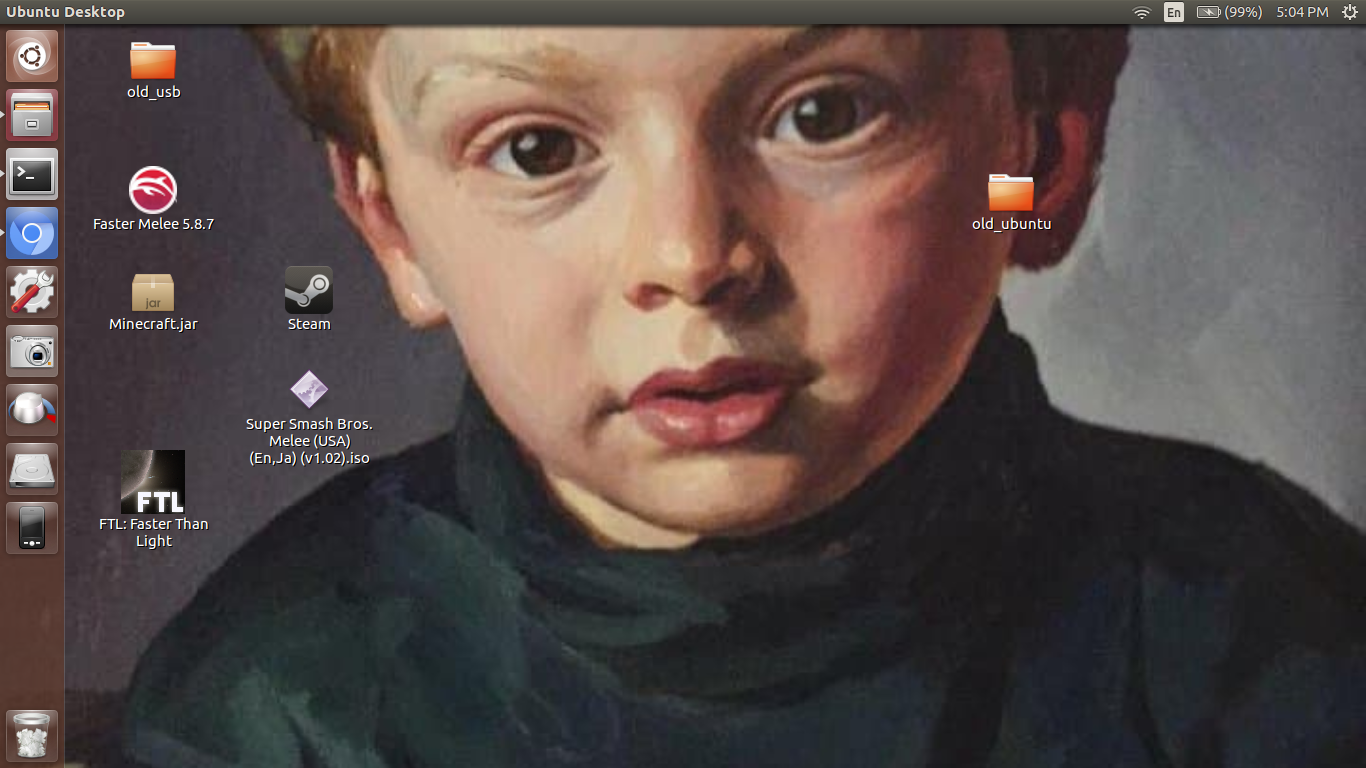 Ubuntu Desktop
En
(99%)
5:04 PM
old_usb
Faster Melee 5.8.7
old_ubuntu
jar
Minecraft.jar
Steam
Super Smash Bros.
Melee (USA)
(En,Ja) (v1.02).iso
FTL
FTL: Faster Than
Light